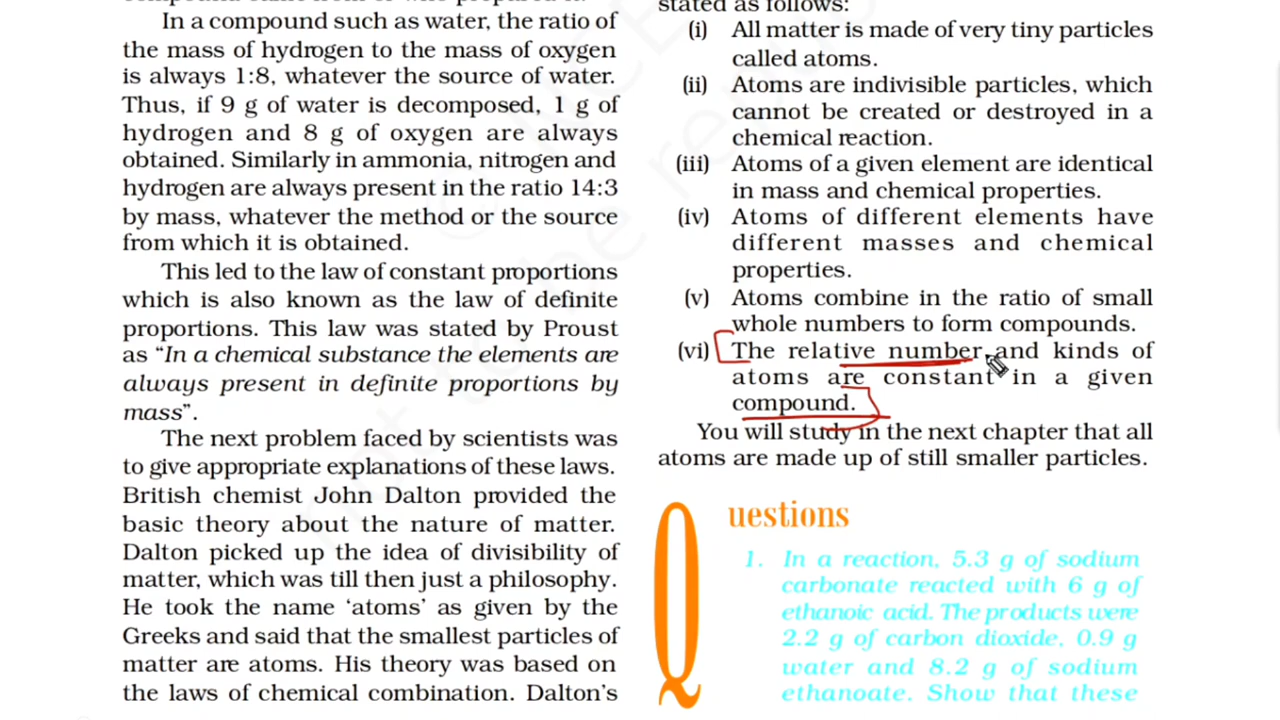 In a compound such as water, the ratio of
the mass of hydrogen to the mass of oxygen
is always 1:8, whatever the source of water.
Thus, if 9 g of water is decomposed, 1 g of
hydrogen and 8 g of oxygen are always
obtained. Similarly in ammonia, nitrogen and
hydrogen are always present in the ratio 14:3
by mass, whatever the method or the source
from which it is obtained.
This led to the law of constant proportions
which is also known as the law of definite
proportions. This law was stated by Proust
as “In a chemical substance the elements are
always present in definite proportions by
mass”.
The next problem faced by scientists was
to give appropriate explanations of these laws.
British chemist John Dalton provided the
basic theory about the nature of matter.
Dalton picked up the idea of divisibility of
matter, which was till then just a philosophy.
He took the name ‘atoms’ as given by the
Greeks and said that the smallest particles of
matter are atoms. His theory was based on
the laws of chemical combination. Dalton’s
stated as follows:
(i) All matter is made of very tiny particles
called atoms.
(ii) Atoms are indivisible particles, which
cannot be created or destroyed in a
chemical reaction.
(iii) Atoms of a given element are identical
in mass and chemical properties.
(iv) Atoms of different elements have
different masses and chemical
properties.
(v) Atoms combine in the ratio of small
whole numbers to form compounds.
(vi) The relative number and kinds of
atoms are constant in a given
compound.
You will study in the next chapter that all
atoms are made up of still smaller particles.
Questions
1. In a reaction, 5.3 g of sodium
carbonate reacted with 6 g of
ethanoic acid. The products were
2.2 g of carbon dioxide, 0.9 g
water and 8.2 g of sodium
ethanoate. Show that these